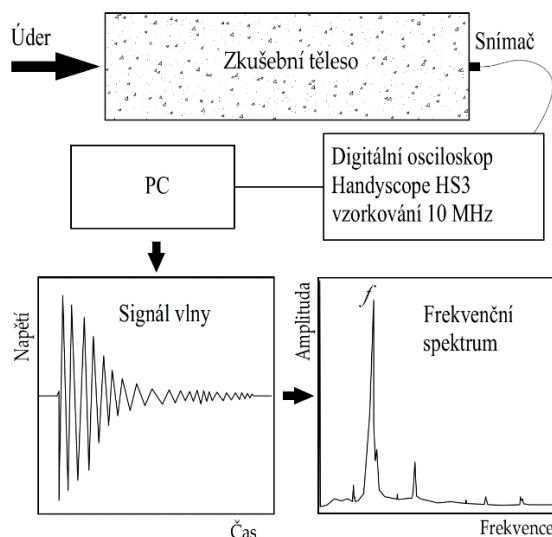 Úder
Zkušební těleso
Snímač
Digitální osciloskop
Handyscope HS3
vzorkování 10 MHz
PC
Napětí
Signál vlny
Čas
Amplituda
f
Frekvenční
spektrum
Frekvence